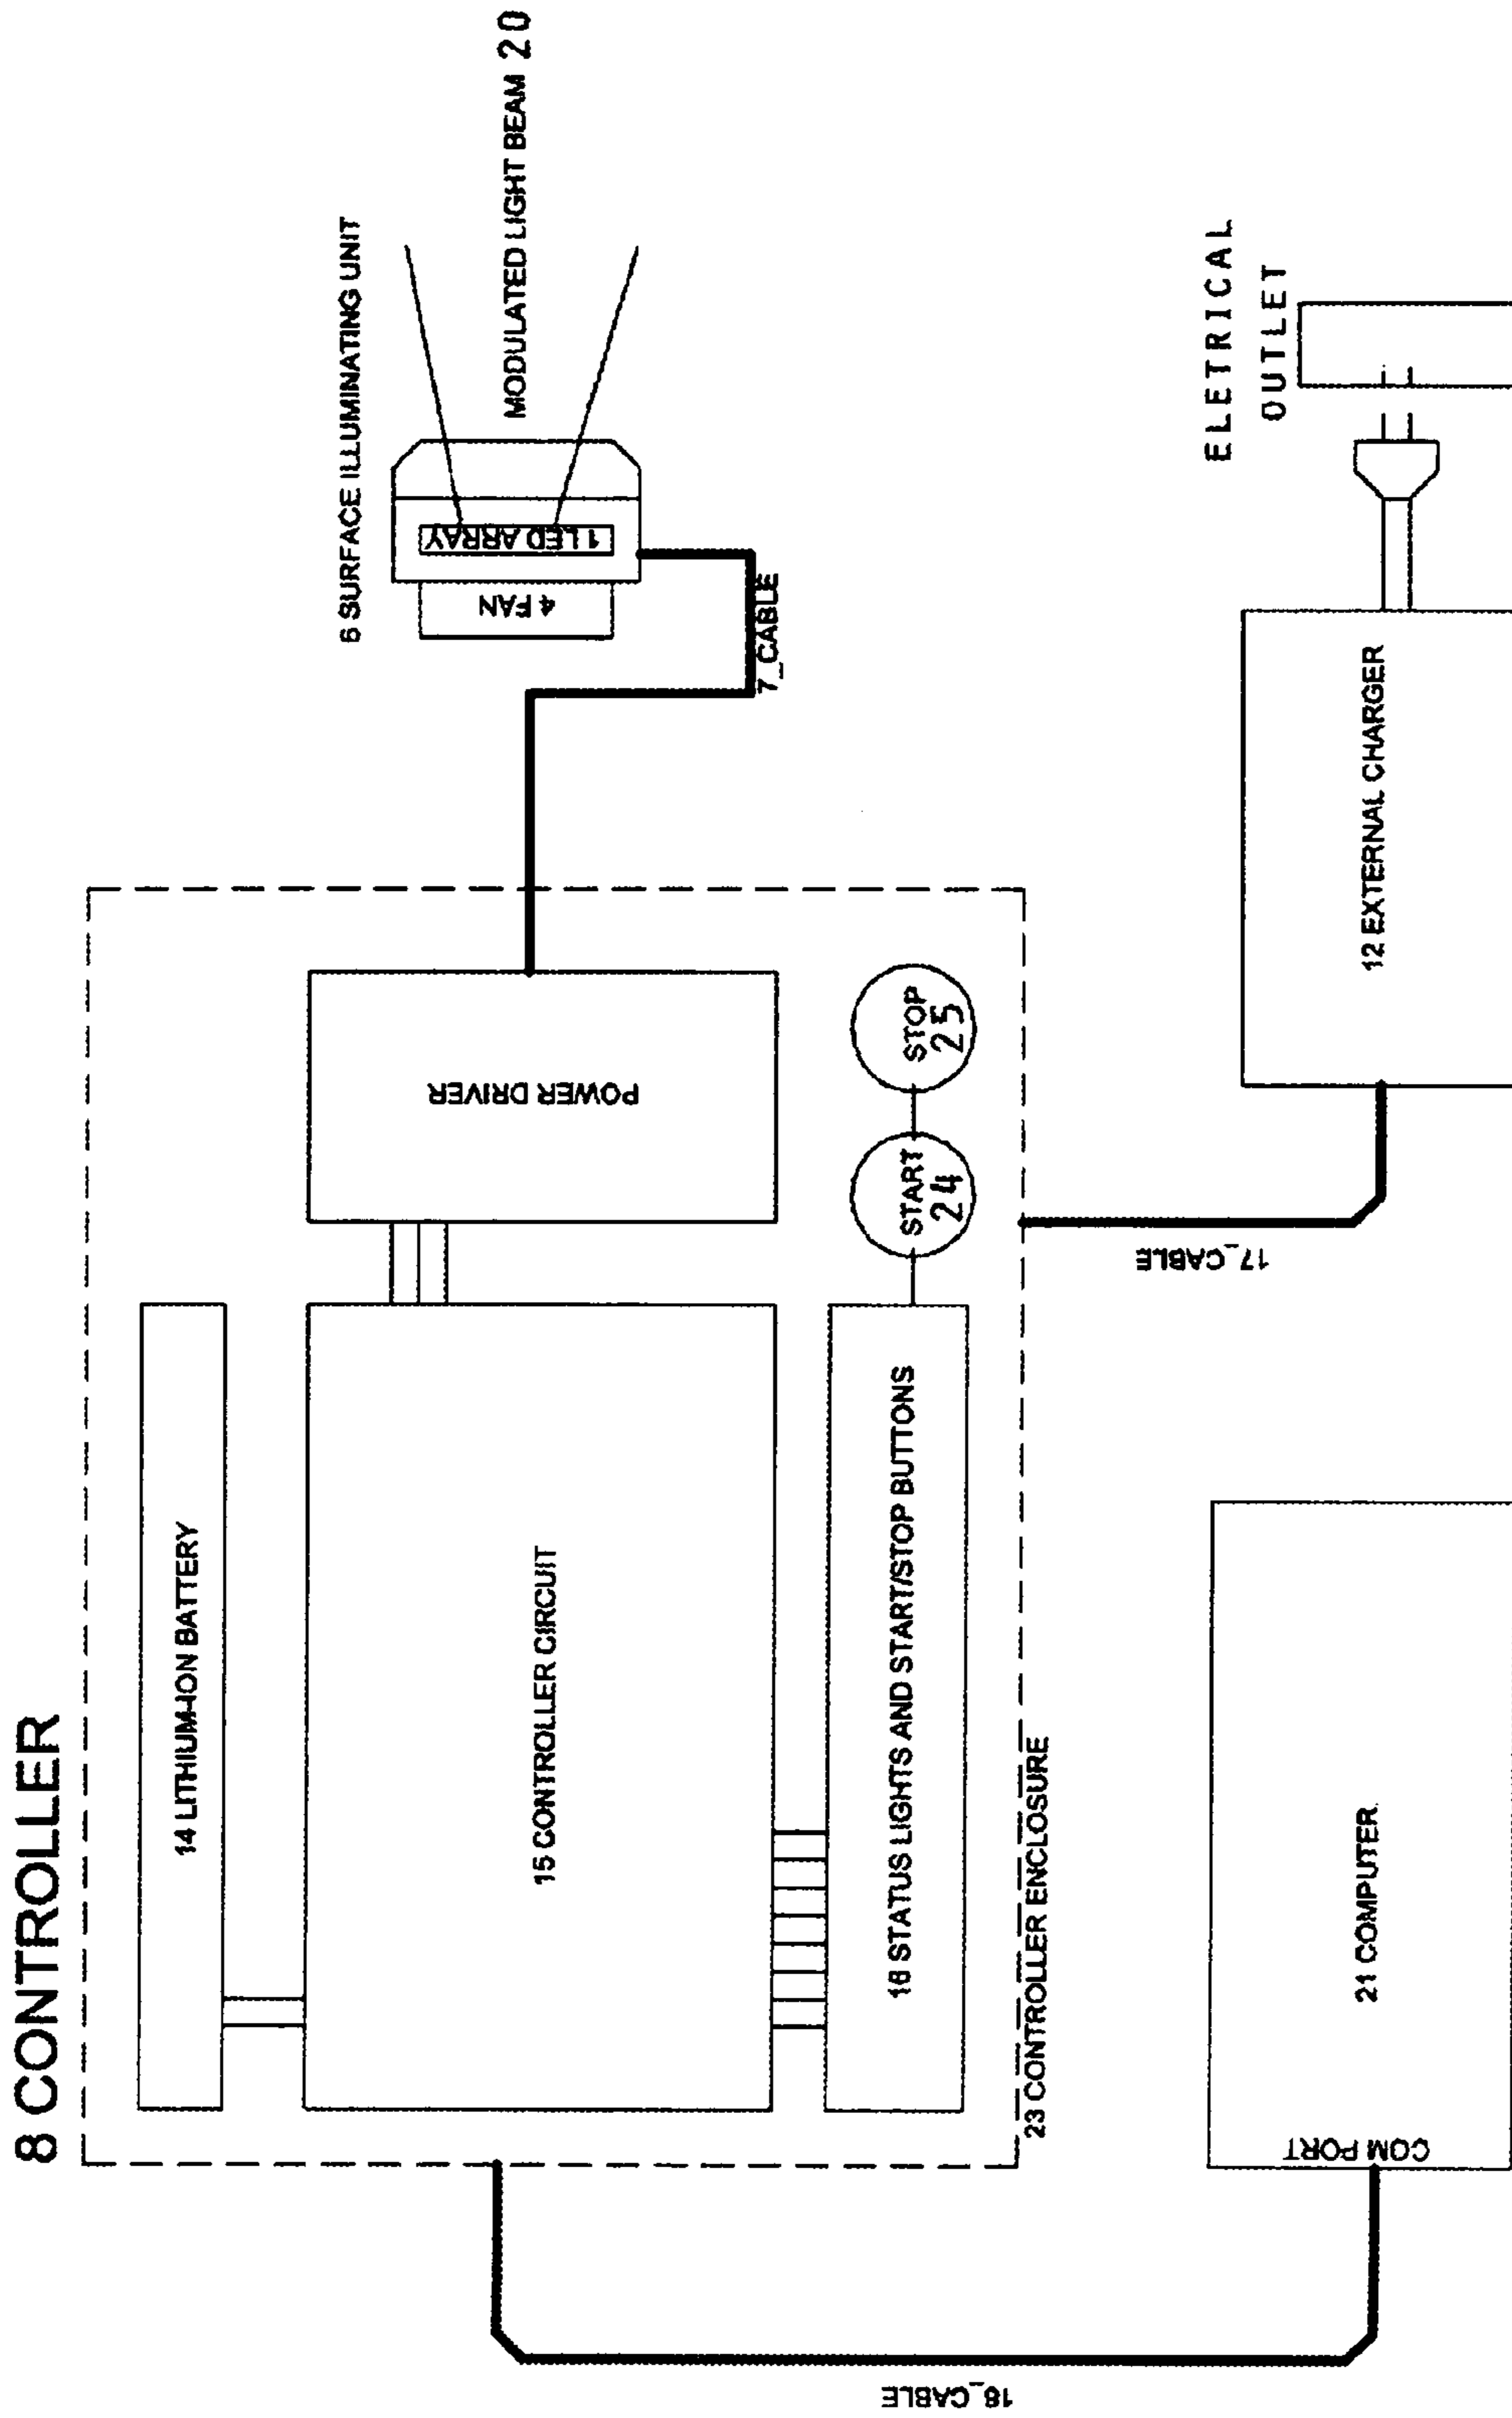 8 CONTROLLER
14 LITHIUM-ION BATTERY
15 CONTROLLER CIRCUIT
POWER DRIVER
16 STATUS LIGHTS AND START/STOP BUTTONS
START
24
STOP
25
23 CONTROLLER ENCLOSURE
6 SURFACE ILLUMINATING UNIT
4 FAN
1 LED ARRAY
MODULATED LIGHT BEAM 20
7_CABLE
17_CABLE
18_CABLE
COM PORT
21 COMPUTER
12 EXTERNAL CHARGER
ELETRICAL
OUTLET